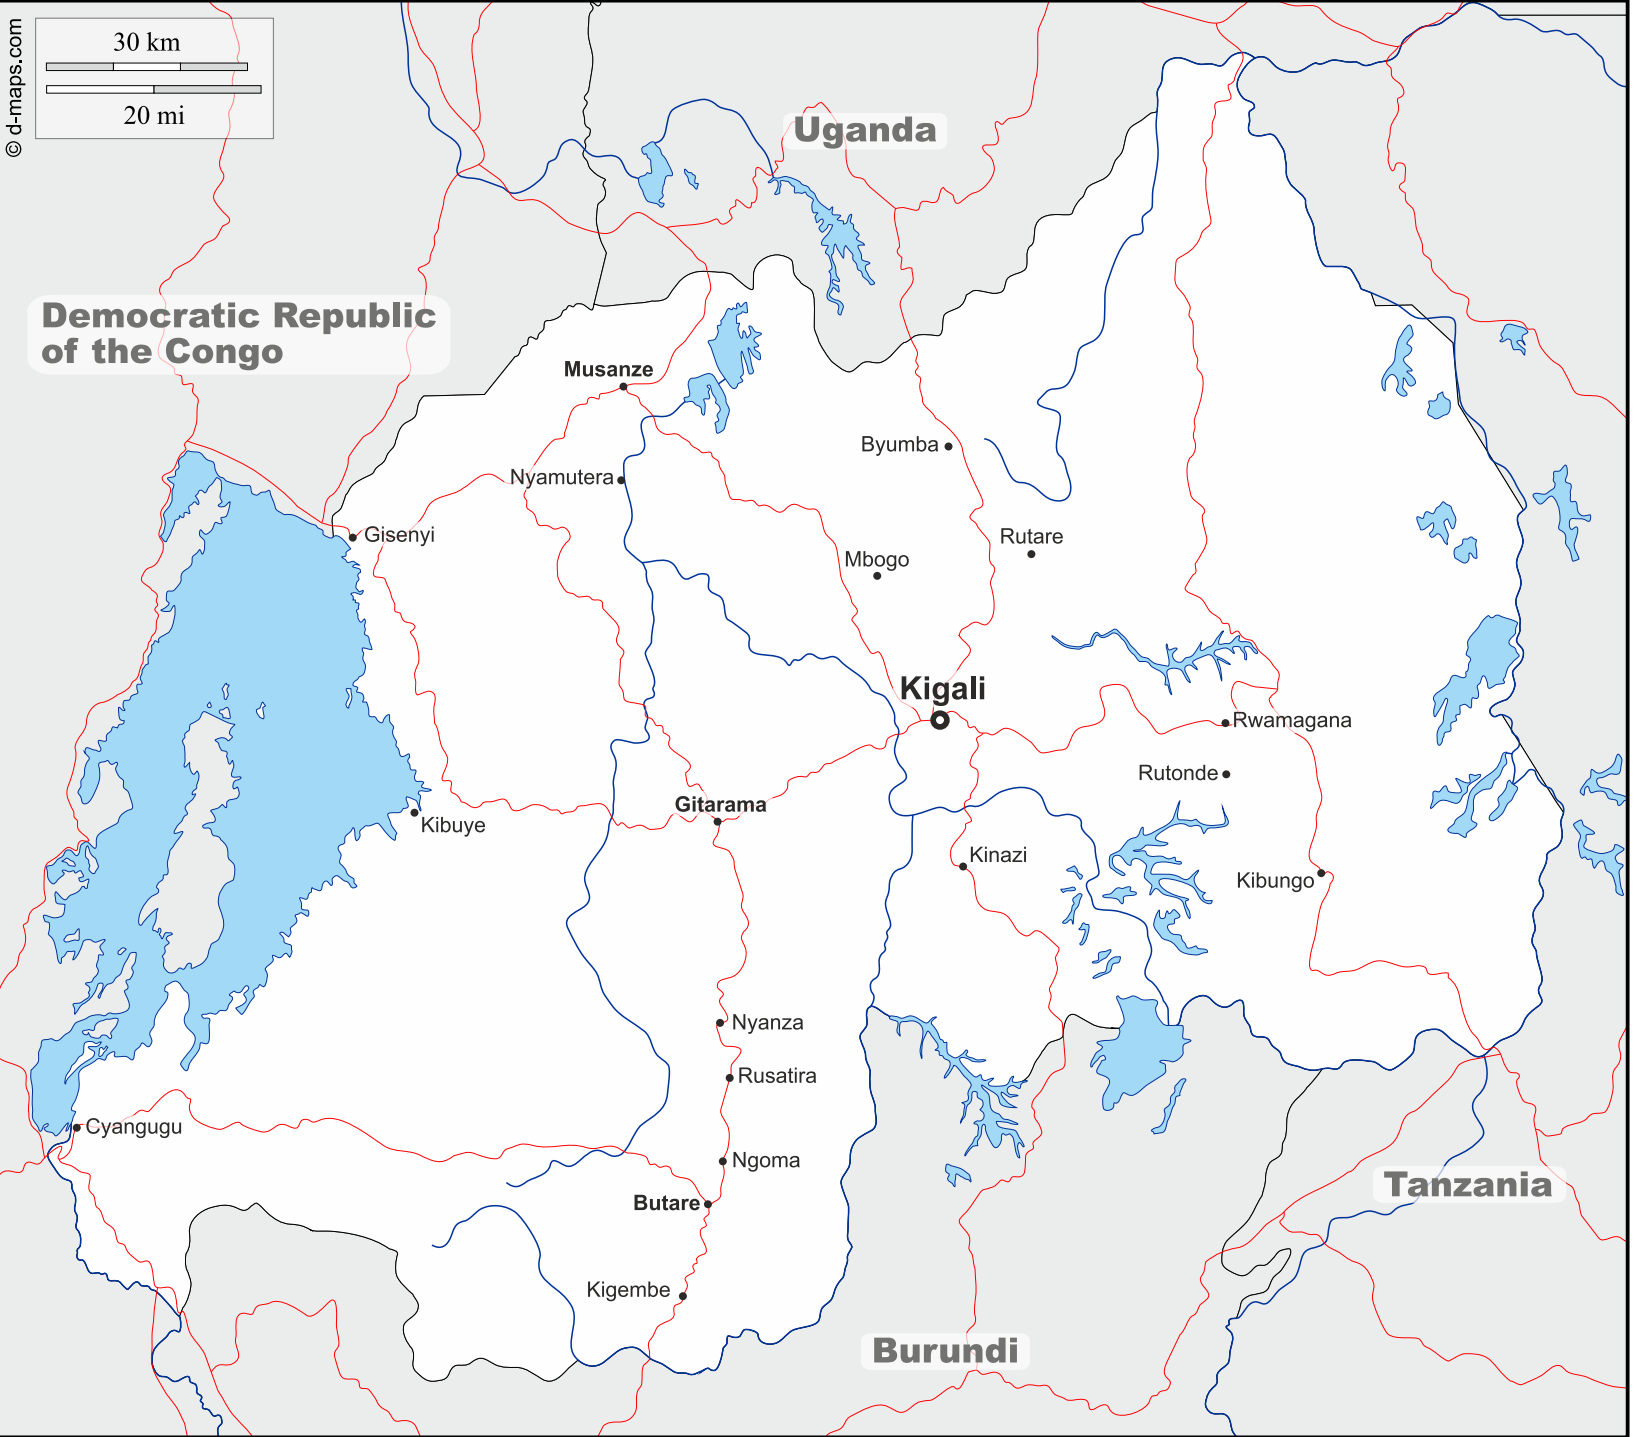 © d-maps.com
30 km
20 mi
Uganda
Democratic Republic
of the Congo
Musanze
Byumba
Nyamutera
Gisenyi
Rutare
Mbogo
Kigali
Rwamagana
Rutonde
Gitarama
Kibuye
Kinazi
Kibungo
Nyanza
Rusatira
Cyangugu
Ngoma
Tanzania
Butare
Kigembe
Burundi